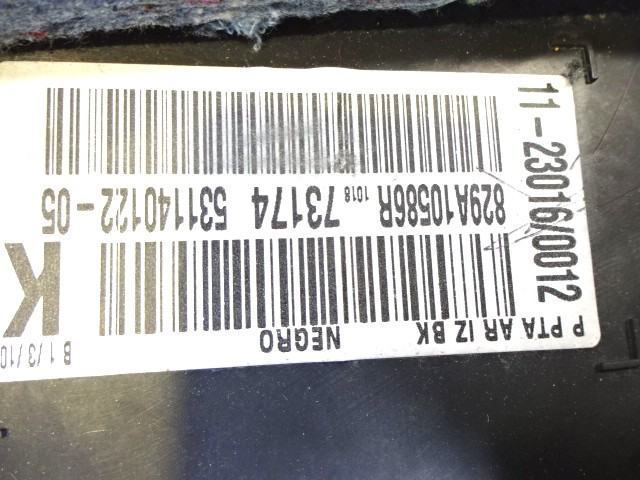 P PTA AR IZ BK NEGRO B 1 /3/10
K
829A10586R 1018 73174 531140122-05
11-23016/0012